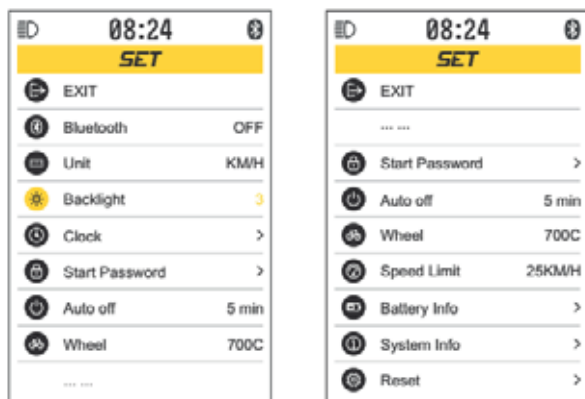 08:24
SET
EXIT
Bluetooth OFF
Unit KM/H
Backlight 3
Clock >
Start Password >
Auto off 5 min
Wheel 700C
... ...
08:24
SET
EXIT
... ...
Start Password >
Auto off 5 min
Wheel 700C
Speed Limit 25KM/H
Battery Info >
System Info >
Reset >